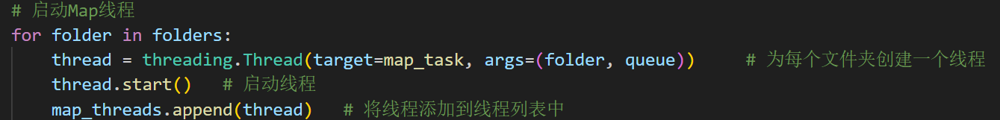 # 启动Map线程
for folder in folders:
    thread = threading.Thread(target=map_task, args=(folder, queue))     # 为每个文件夹创建一个线程
    thread.start()   # 启动线程
    map_threads.append(thread)   # 将线程添加到线程列表中